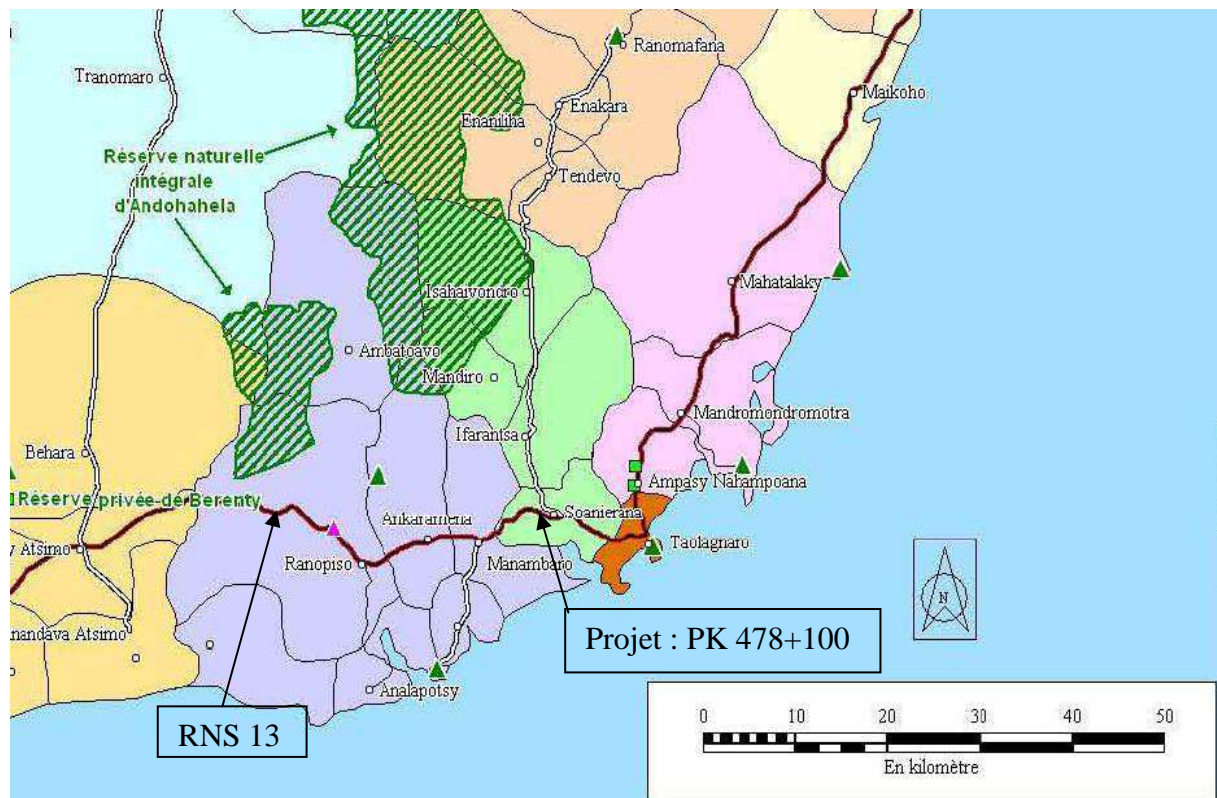 Ranomafana
Tranomaro
Maikoho
Enakara
Enaniliha
Réserve naturelle
intégrale
d'Andohahela
Tendevo
Mahatalaky
Isahaivondro
Ambatoavo
Mandiro
Mandromondromotra
Ifarantsa
Behara
Ampasy Nahampoana
Réserve privée de Berenty
Soanierana
Ankaramena
Taolagnaro
y Atsimo
Ranopiso
Manambaro
N
nandava Atsimo
Projet : PK 478+100
Analapotsy
RNS 13
0 10 20 30 40 50
En kilomètre